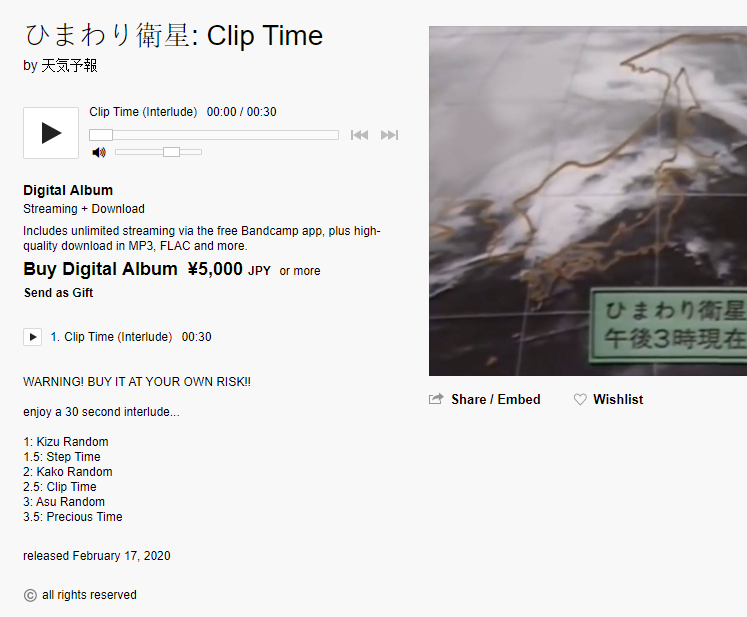 ひまわり衛星: Clip Time
by 天気予報
Clip Time (Interlude) 00:00 / 00:30
Digital Album
Streaming + Download
Includes unlimited streaming via the free Bandcamp app, plus high-
quality download in MP3, FLAC and more.
Buy Digital Album ¥5,000 JPY or more
Send as Gift
1. Clip Time (Interlude) 00:30
WARNING! BUY IT AT YOUR OWN RISK!!
enjoy a 30 second interlude...
1: Kizu Random
1.5: Step Time
2: Kako Random
2.5: Clip Time
3: Asu Random
3.5: Precious Time
released February 17, 2020
© all rights reserved
ひまわり衛星
午後3時現在
Share / Embed
Wishlist